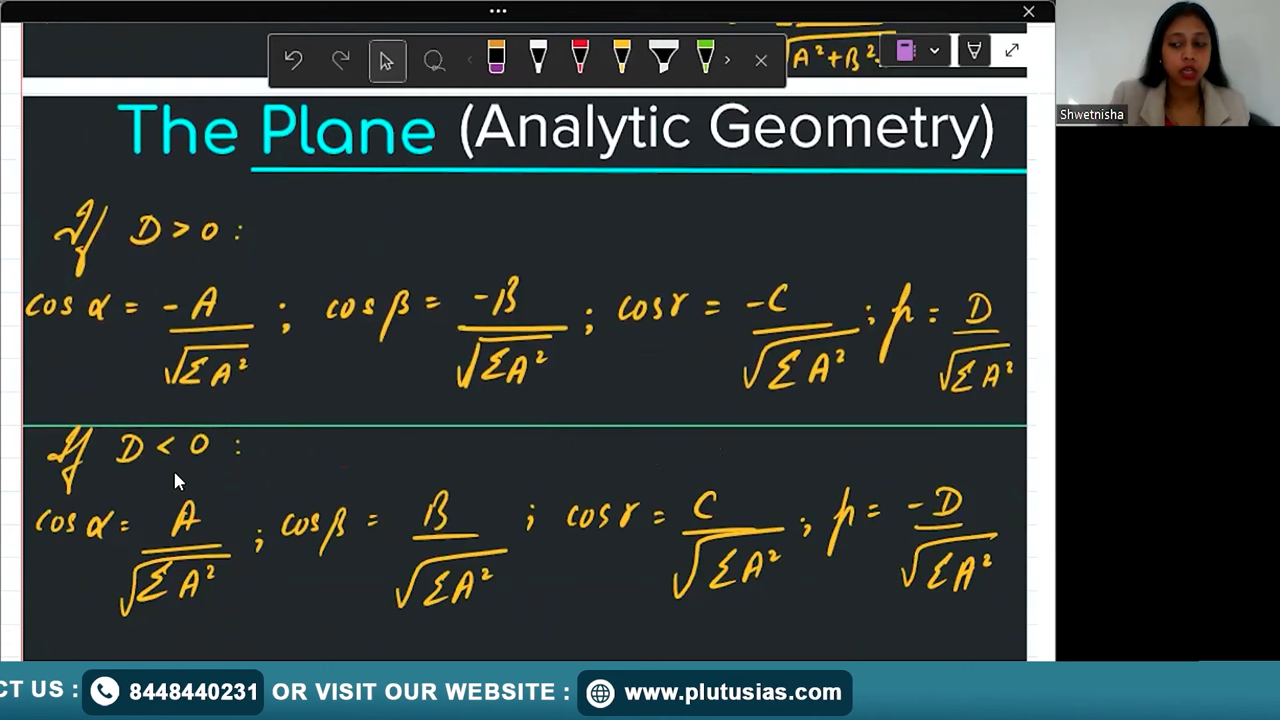 √A²+B²
Shwetnisha
The Plane (Analytic Geometry)
If D > 0 :
cos α = -A/√ΣA² ; cos β = -B/√ΣA² ; cos γ = -C/√ΣA² ; p = D/√ΣA²
If D < 0 :
cos α = A/√ΣA² ; cos β = B/√ΣA² ; cos γ = C/√ΣA² ; p = -D/√ΣA²
CT US : 8448440231 OR VISIT OUR WEBSITE : www.plutusias.com